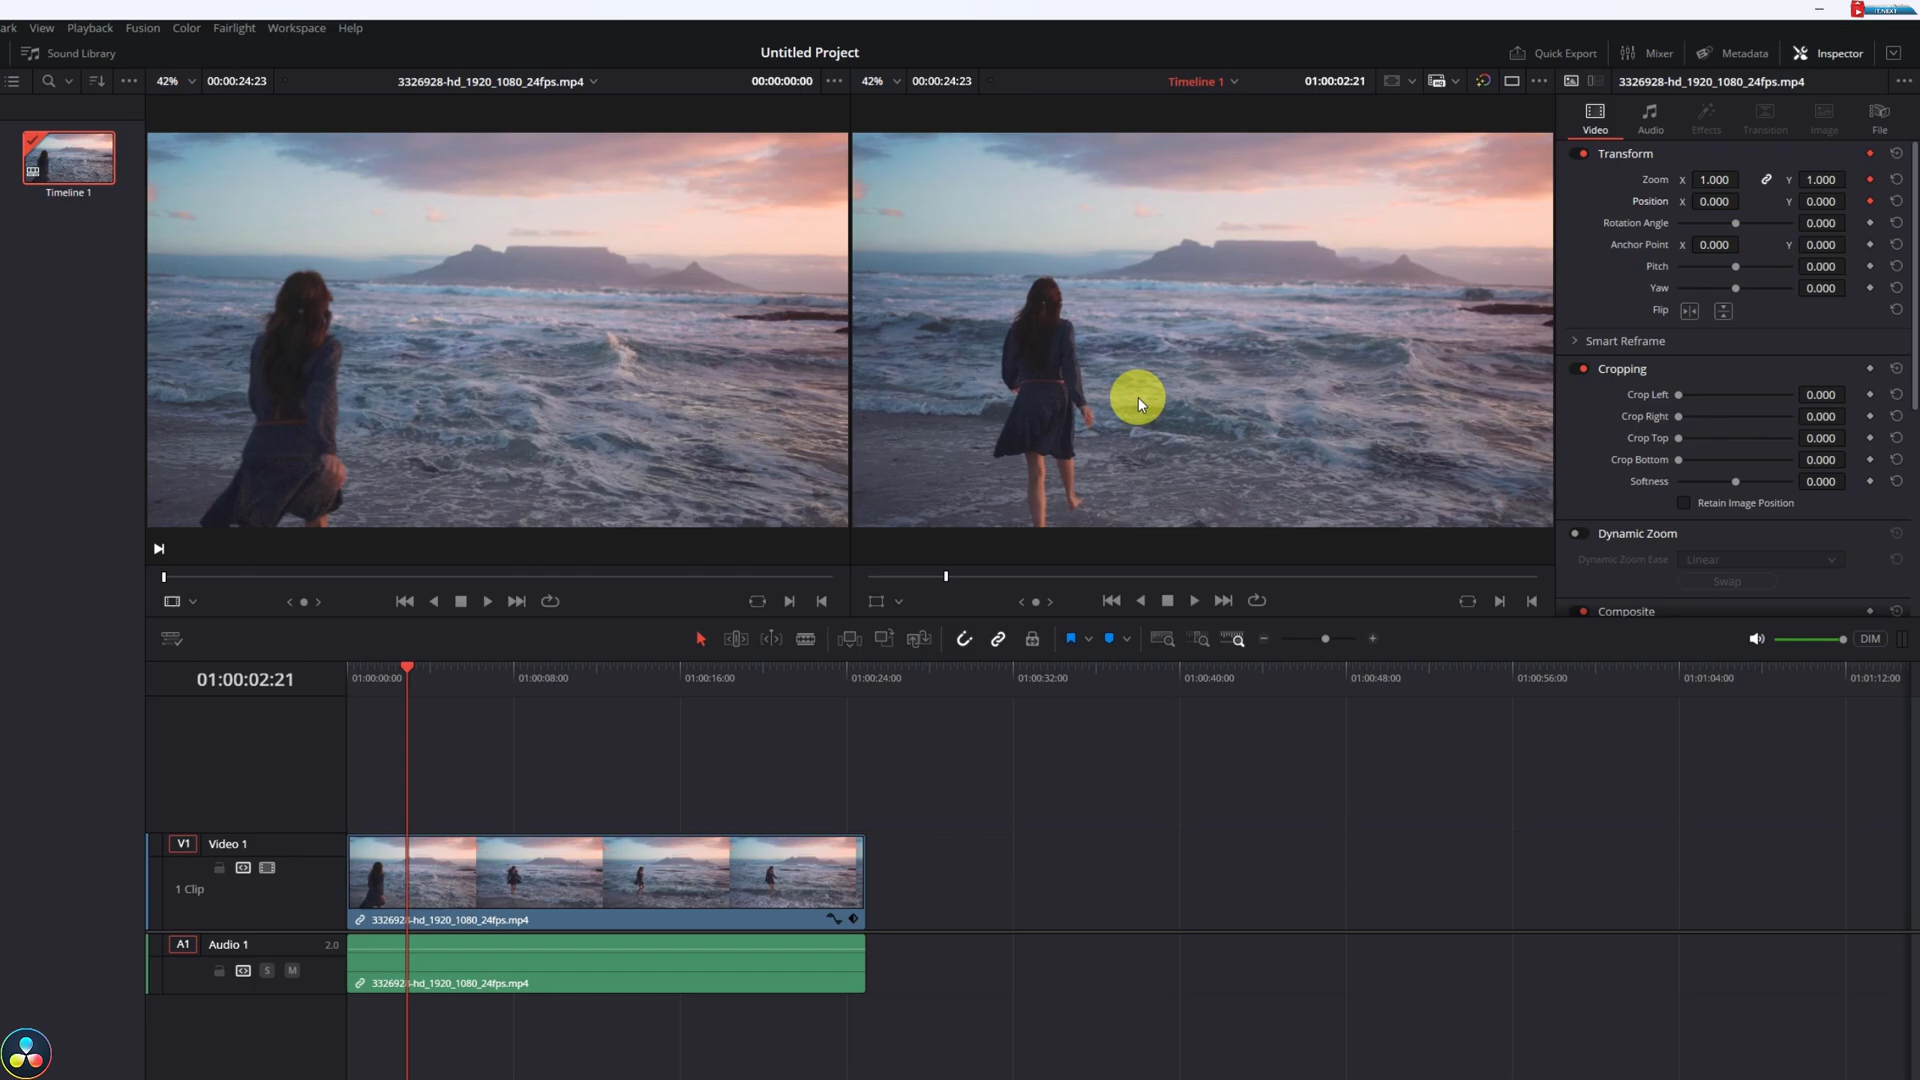 IT.NEXT
ark View Playback Fusion Color Fairlight Workspace Help
Sound Library
Untitled Project
Quick Export Mixer Metadata Inspector
42% 00:00:24:23 3326928-hd_1920_1080_24fps.mp4 00:00:00:00
42% 00:00:24:23 Timeline 1 01:00:02:21
3326928-hd_1920_1080_24fps.mp4
Video Audio Effects Transition Image File
Timeline 1
Transform
Zoom X 1.000 Y 1.000
Position X 0.000 Y 0.000
Rotation Angle 0.000
Anchor Point X 0.000 Y 0.000
Pitch 0.000
Yaw 0.000
Flip
Smart Reframe
Cropping
Crop Left 0.000
Crop Right 0.000
Crop Top 0.000
Crop Bottom 0.000
Softness 0.000
Retain Image Position
Dynamic Zoom
Dynamic Zoom Ease Linear
Swap
Composite
DIM
01:00:02:21
01:00:00:00 01:00:08:00 01:00:16:00 01:00:24:00 01:00:32:00 01:00:40:00 01:00:48:00 01:00:56:00 01:01:04:00 01:01:12:00
V1 Video 1
1 Clip
3326928-hd_1920_1080_24fps.mp4
A1 Audio 1 2.0
S M
3326928-hd_1920_1080_24fps.mp4